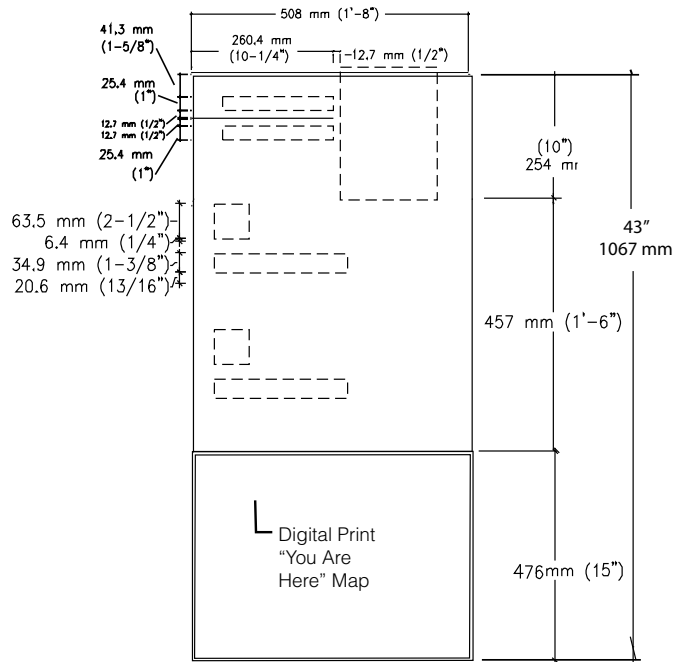 508 mm (1'-8")
41,3 mm
(1-5/8")
260.4 mm
(10-1/4")
12.7 mm (1/2")
25.4 mm
(1")
12.7 mm (1/2")
12.7 mm (1/2")
25.4 mm
(1")
(10")
254 mm
63.5 mm (2-1/2")
6.4 mm (1/4")
34.9 mm (1-3/8")
20.6 mm (13/16")
43"
1067 mm
457 mm (1'-6")
Digital Print
“You Are
Here” Map
476mm (15")